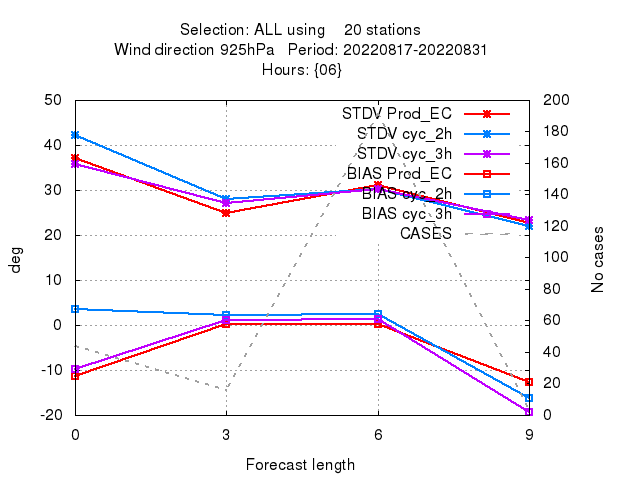 Selection: ALL using 20 stations
Wind direction 925hPa Period: 20220817-20220831
Hours: {06}
STDV Prod_EC
STDV cyc_2h
STDV cyc_3h
BIAS Prod_EC
BIAS cyc_2h
BIAS cyc_3h
CASES
50
40
30
20
10
0
-10
-20
deg
200
180
160
140
120
100
80
60
40
20
0
No cases
0 3 6 9
Forecast length